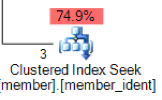 74.9%
3
Clustered Index Seek
[member].[member_ident]